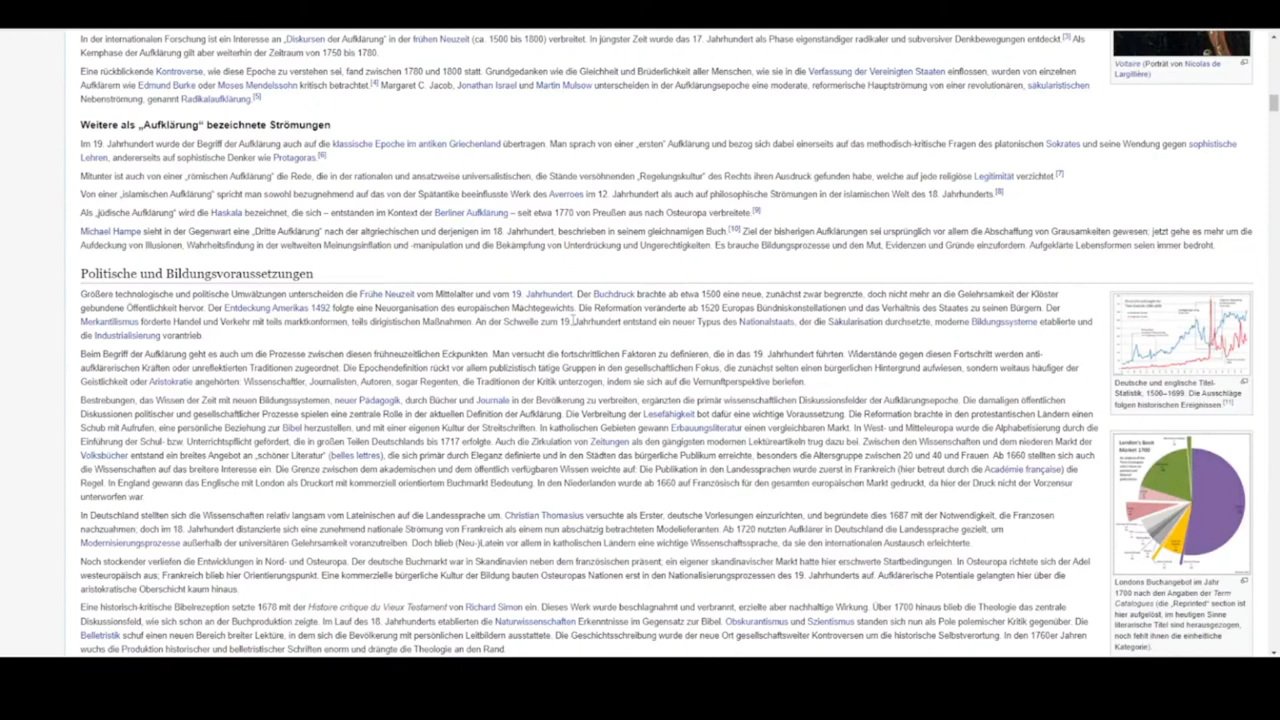 In der internationalen Forschung ist ein Interesse an „Diskursen der Aufklärung“ in der frühen Neuzeit (ca. 1500 bis 1800) verbreitet. In jüngster Zeit wurde das 17. Jahrhundert als Phase eigenständiger radikaler und subversiver Denkbewegungen entdeckt.[3] Als
Kernphase der Aufklärung gilt aber weiterhin der Zeitraum von 1750 bis 1780.
Eine rückblickende Kontroverse, wie diese Epoche zu verstehen sei, fand zwischen 1780 und 1800 statt. Grundgedanken wie die Gleichheit und Brüderlichkeit aller Menschen, wie sie in die Verfassung der Vereinigten Staaten einflossen, wurden von einzelnen
Aufklärern wie Edmund Burke oder Moses Mendelssohn kritisch betrachtet.[4] Margaret C. Jacob, Jonathan Israel und Martin Mulsow unterscheiden in der Aufklärungsepoche eine moderate, reformerische Hauptströmung von einer revolutionären, säkularistischen
Nebenströmung, genannt Radikalaufklärung.[5]
Voltaire (Porträt von Nicolas de
Largillière)
Weitere als „Aufklärung“ bezeichnete Strömungen
Im 19. Jahrhundert wurde der Begriff der Aufklärung auch auf die klassische Epoche im antiken Griechenland übertragen. Man sprach von einer „ersten“ Aufklärung und bezog sich dabei einerseits auf das methodisch-kritische Fragen des platonischen Sokrates und seine Wendung gegen sophistische
Lehren, andererseits auf sophistische Denker wie Protagoras.[6]
Mitunter ist auch von einer „römischen Aufklärung“ die Rede, die in der rationalen und ansatzweise universalistischen, die Stände versöhnenden „Regelungskultur“ des Rechts ihren Ausdruck gefunden habe, welche auf jede religiöse Legitimität verzichtet.[7]
Von einer „islamischen Aufklärung“ spricht man sowohl bezugnehmend auf das von der Spätantike beeinflusste Werk des Averroes im 12. Jahrhundert als auch auf philosophische Strömungen in der islamischen Welt des 18. Jahrhunderts.[8]
Als „jüdische Aufklärung“ wird die Haskala bezeichnet, die sich – entstanden im Kontext der Berliner Aufklärung – seit etwa 1770 von Preußen aus nach Osteuropa verbreitete.[9]
Michael Hampe sieht in der Gegenwart eine „Dritte Aufklärung“ nach der altgriechischen und derjenigen im 18. Jahrhundert, beschrieben in seinem gleichnamigen Buch.[10] Ziel der bisherigen Aufklärungen sei ursprünglich vor allem die Abschaffung von Grausamkeiten gewesen; jetzt gehe es mehr um die
Aufdeckung von Illusionen, Wahrheitsfindung in der weltweiten Meinungsinflation und -manipulation und die Bekämpfung von Unterdrückung und Ungerechtigkeiten. Es brauche Bildungsprozesse und den Mut, Evidenzen und Gründe einzufordern. Aufgeklärte Lebensformen seien immer bedroht.
Politische und Bildungsvoraussetzungen
Größere technologische und politische Umwälzungen unterscheiden die Frühe Neuzeit vom Mittelalter und vom 19. Jahrhundert. Der Buchdruck brachte ab etwa 1500 eine neue, zunächst zwar begrenzte, doch nicht mehr an die Gelehrsamkeit der Klöster
gebundene Öffentlichkeit hervor. Der Entdeckung Amerikas 1492 folgte eine Neuorganisation des europäischen Mächtegewichts. Die Reformation veränderte ab 1520 Europas Bündniskonstellationen und das Verhältnis des Staates zu seinen Bürgern. Der
Merkantilismus förderte Handel und Verkehr mit teils marktkonformen, teils dirigistischen Maßnahmen. An der Schwelle zum 19. Jahrhundert entstand ein neuer Typus des Nationalstaats, der die Säkularisation durchsetzte, moderne Bildungssysteme etablierte und
die Industrialisierung vorantrieb.
Beim Begriff der Aufklärung geht es auch um die Prozesse zwischen diesen frühneuzeitlichen Eckpunkten. Man versucht die fortschrittlichen Faktoren zu definieren, die in das 19. Jahrhundert führten. Widerstände gegen diesen Fortschritt werden anti-
aufklärerischen Kräften oder unreflektierten Traditionen zugeordnet. Die Epochendefinition rückt vor allem publizistisch tätige Gruppen in den gesellschaftlichen Fokus, die zunächst selten einen bürgerlichen Hintergrund aufwiesen, sondern weitaus häufiger der
Geistlichkeit oder Aristokratie angehörten: Wissenschaftler, Journalisten, Autoren, sogar Regenten, die Traditionen der Kritik unterzogen, indem sie sich auf die Vernunftperspektive beriefen.
Bestrebungen, das Wissen der Zeit mit neuen Bildungssystemen, neuer Pädagogik, durch Bücher und Journale in der Bevölkerung zu verbreiten, ergänzten die primär wissenschaftlichen Diskussionsfelder der Aufklärungsepoche. Die damaligen öffentlichen
Diskussionen politischer und gesellschaftlicher Prozesse spielen eine zentrale Rolle in der aktuellen Definition der Aufklärung. Die Verbreitung der Lesefähigkeit bot dafür eine wichtige Voraussetzung. Die Reformation brachte in den protestantischen Ländern einen
Schub mit Aufrufen, eine persönliche Beziehung zur Bibel herzustellen, und mit einer eigenen Kultur der Streitschriften. In katholischen Gebieten gewann Erbauungsliteratur einen vergleichbaren Markt. In West- und Mitteleuropa wurde die Alphabetisierung durch die
Einführung der Schul- bzw. Unterrichtspflicht gefördert, die in großen Teilen Deutschlands bis 1717 erfolgte. Auch die Zirkulation von Zeitungen als den gängigsten modernen Lektüreartikeln trug dazu bei. Zwischen den Wissenschaften und dem niederen Markt der
Volksbücher entstand ein breites Angebot an „schöner Literatur“ (belles lettres), die sich primär durch Eleganz definierte und in den Städten das bürgerliche Publikum erreichte, besonders die Altersgruppe zwischen 20 und 40 und Frauen. Ab 1660 stellten sich auch
die Wissenschaften auf das breitere Interesse ein. Die Grenze zwischen dem akademischen und dem öffentlich verfügbaren Wissen weichte auf: Die Publikation in den Landessprachen wurde zuerst in Frankreich (hier betreut durch die Académie française) die
Regel. In England gewann das Englische mit London als Druckort mit kommerziell orientiertem Buchmarkt Bedeutung. In den Niederlanden wurde ab 1660 auf Französisch für den gesamten europäischen Markt gedruckt, da hier der Druck nicht der Vorzensur
unterworfen war.
In Deutschland stellten sich die Wissenschaften relativ langsam vom Lateinischen auf die Landessprache um. Christian Thomasius versuchte als Erster, deutsche Vorlesungen einzurichten, und begründete dies 1687 mit der Notwendigkeit, die Franzosen
nachzuahmen; doch im 18. Jahrhundert distanzierte sich eine zunehmend nationale Strömung von Frankreich als einem nun abschätzig betrachteten Modelieferanten. Ab 1720 nutzten Aufklärer in Deutschland die Landessprache gezielt, um
Modernisierungsprozesse außerhalb der universitären Gelehrsamkeit voranzutreiben. Doch blieb (Neu-)Latein vor allem in katholischen Ländern eine wichtige Wissenschaftssprache, da sie den internationalen Austausch erleichterte.
Noch stockender verliefen die Entwicklungen in Nord- und Osteuropa. Der deutsche Buchmarkt war in Skandinavien neben dem französischen präsent, ein eigener skandinavischer Markt hatte hier erschwerte Startbedingungen. In Osteuropa richtete sich der Adel
westeuropäisch aus; Frankreich blieb hier Orientierungspunkt. Eine kommerzielle bürgerliche Kultur der Bildung bauten Osteuropas Nationen erst in den Nationalisierungsprozessen des 19. Jahrhunderts auf. Aufklärerische Potentiale gelangten hier über die
aristokratische Oberschicht kaum hinaus.
Eine historisch-kritische Bibelrezeption setzte 1678 mit der Histoire critique du Vieux Testament von Richard Simon ein. Dieses Werk wurde beschlagnahmt und verbrannt, erzielte aber nachhaltige Wirkung. Über 1700 hinaus blieb die Theologie das zentrale
Diskussionsfeld, wie sich schon an der Buchproduktion zeigte. Im Lauf des 18. Jahrhunderts etablierten die Naturwissenschaften Erkenntnisse im Gegensatz zur Bibel. Obskurantismus und Szientismus standen sich nun als Pole polemischer Kritik gegenüber. Die
Belletristik schuf einen neuen Bereich breiter Lektüre, in dem sich die Bevölkerung mit persönlichen Leitbildern ausstattete. Die Geschichtsschreibung wurde der neue Ort gesellschaftsweiter Kontroversen um die historische Selbstverortung. In den 1760er Jahren
wuchs die Produktion historischer und belletristischer Schriften enorm und drängte die Theologie an den Rand.
Deutsche und englische Titel-
Statistik, 1500–1699. Die Ausschläge
folgen historischen Ereignissen.[11]
London's Book
Market 1700
Londons Buchangebot im Jahr
1700 nach den Angaben der Term
Catalogues (die „Reprinted“ section ist
hier aufgelöst, im heutigen Sinne
literarische Titel sind herausgezogen,
noch fehlt ihnen die einheitliche
Kategorie).